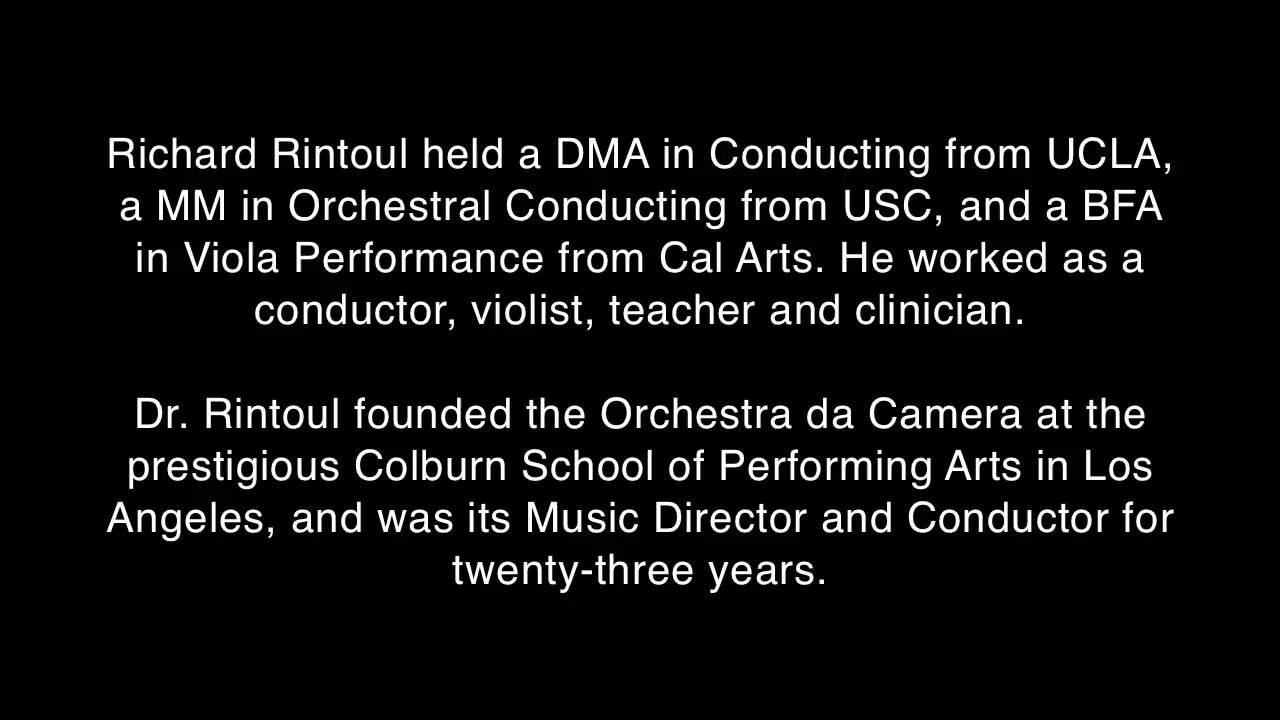 Richard Rintoul held a DMA in Conducting from UCLA,
a MM in Orchestral Conducting from USC, and a BFA
in Viola Performance from Cal Arts. He worked as a
conductor, violist, teacher and clinician.
Dr. Rintoul founded the Orchestra da Camera at the
prestigious Colburn School of Performing Arts in Los
Angeles, and was its Music Director and Conductor for
twenty-three years.